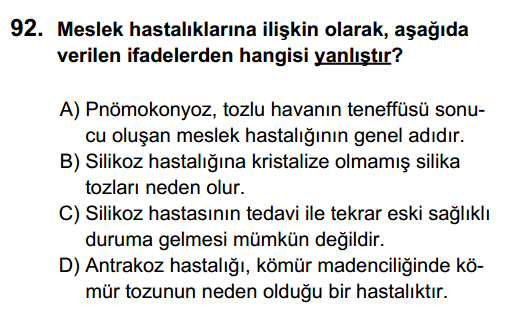 92. Meslek hastalıklarına ilişkin olarak, aşağıda
verilen ifadelerden hangisi yanlıştır?
A) Pnömokonyoz, tozlu havanın teneffüsü sonu-
cu oluşan meslek hastalığının genel adıdır.
B) Silikoz hastalığına kristalize olmamış silika
tozları neden olur.
C) Silikoz hastasının tedavi ile tekrar eski sağlıklı
duruma gelmesi mümkün değildir.
D) Antrakoz hastalığı, kömür madenciliğinde kö-
mür tozunun neden olduğu bir hastalıktır.